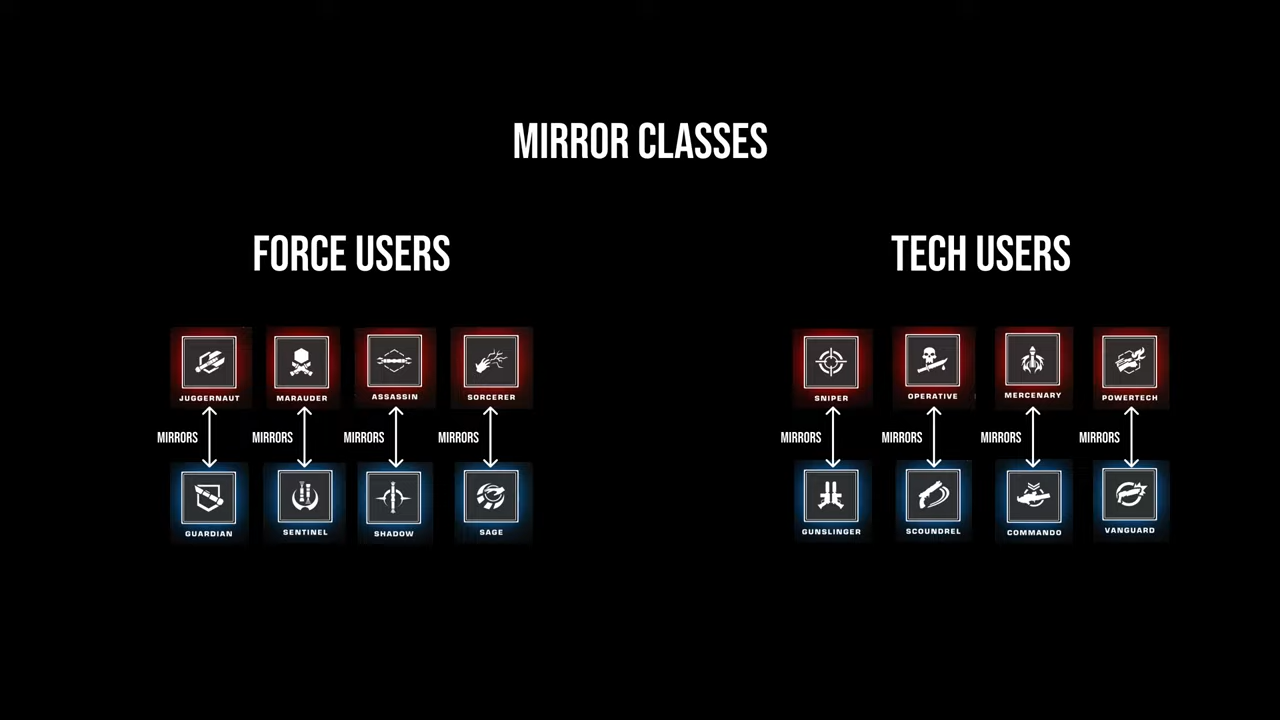 MIRROR CLASSES
FORCE USERS
JUGGERNAUT MARAUDER ASSASSIN SORCERER
MIRRORS MIRRORS MIRRORS MIRRORS
GUARDIAN SENTINEL SHADOW SAGE
TECH USERS
SNIPER OPERATIVE MERCENARY POWERTECH
MIRRORS MIRRORS MIRRORS MIRRORS
GUNSLINGER SCOUNDREL COMMANDO VANGUARD